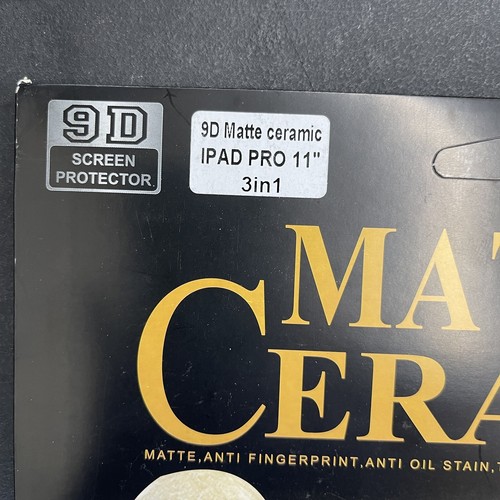 9D
SCREEN
PROTECTOR
9D Matte ceramic
IPAD PRO 11"
3in1
MAT
CERA
MATTE,ANTI FINGERPRINT,ANTI OIL STAIN,